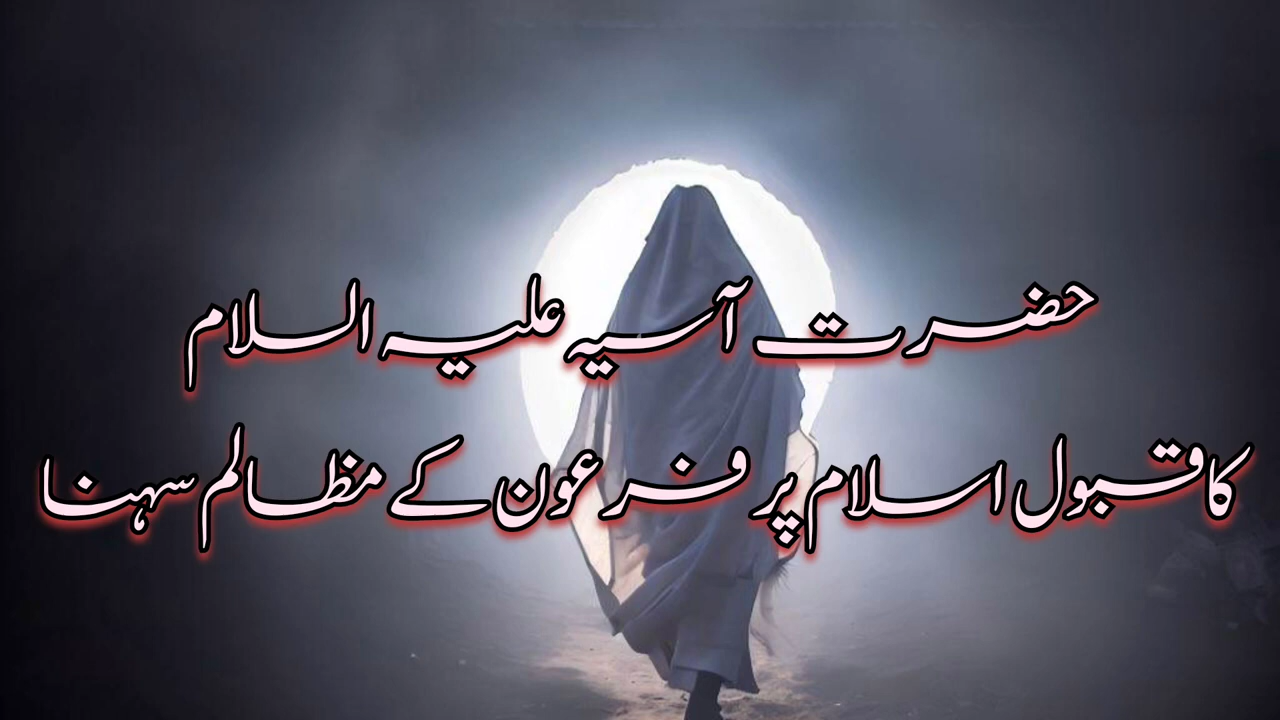 حضرت آسیہ علیہ السلام
کا قبول اسلام پر فرعون کے مظالم سہنا